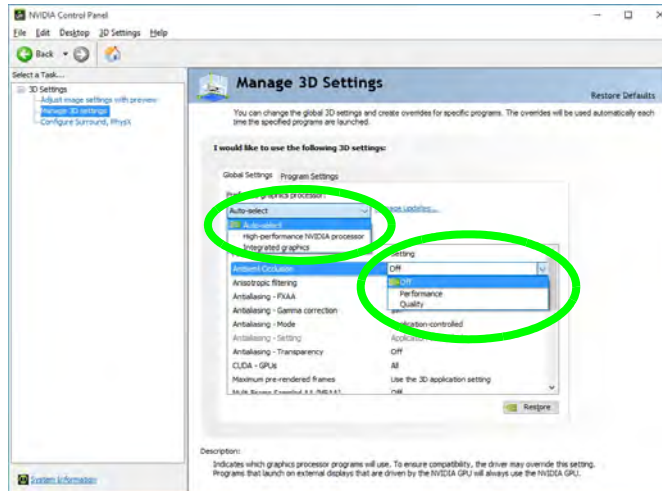 NVIDIA Control Panel
File Edit Desktop 3D Settings Help
Back
Select a Task...
3D Settings
Adjust image settings with preview
Manage 3D settings
Configure Surround, PhysX
Manage 3D Settings
Restore Defaults
You can change the global 3D settings and create overrides for specific programs. The overrides will be used automatically each
time the specified programs are launched.
I would like to use the following 3D settings:
Global Settings Program Settings
graphics processor:
Auto-select
Auto-select
High-performance NVIDIA processor
Integrated graphics
Setting
Ambient Occlusion Off
Off
Performance
Quality
Anisotropic filtering
Antialiasing - FXAA
Antialiasing - Gamma correction
Antialiasing - Mode Application-controlled
Antialiasing - Setting
Antialiasing - Transparency Off
CUDA - GPUs All
Maximum pre-rendered frames Use the 3D application setting
Off
Restore
Description:
Indicates which graphics processor programs will use. To ensure compatibility, the driver may override this setting.
Programs that launch on external displays that are driven by the NVIDIA GPU will always use the NVIDIA GPU.
System Information